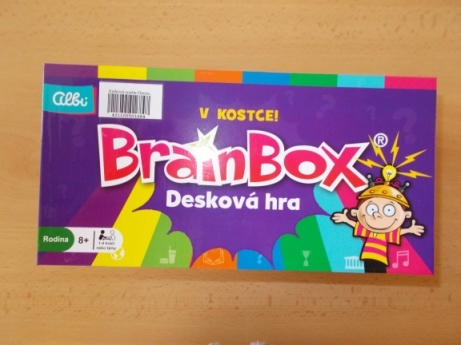 Albi
V KOSTCE!
BrainBox®
Desková hra
Rodina
8+